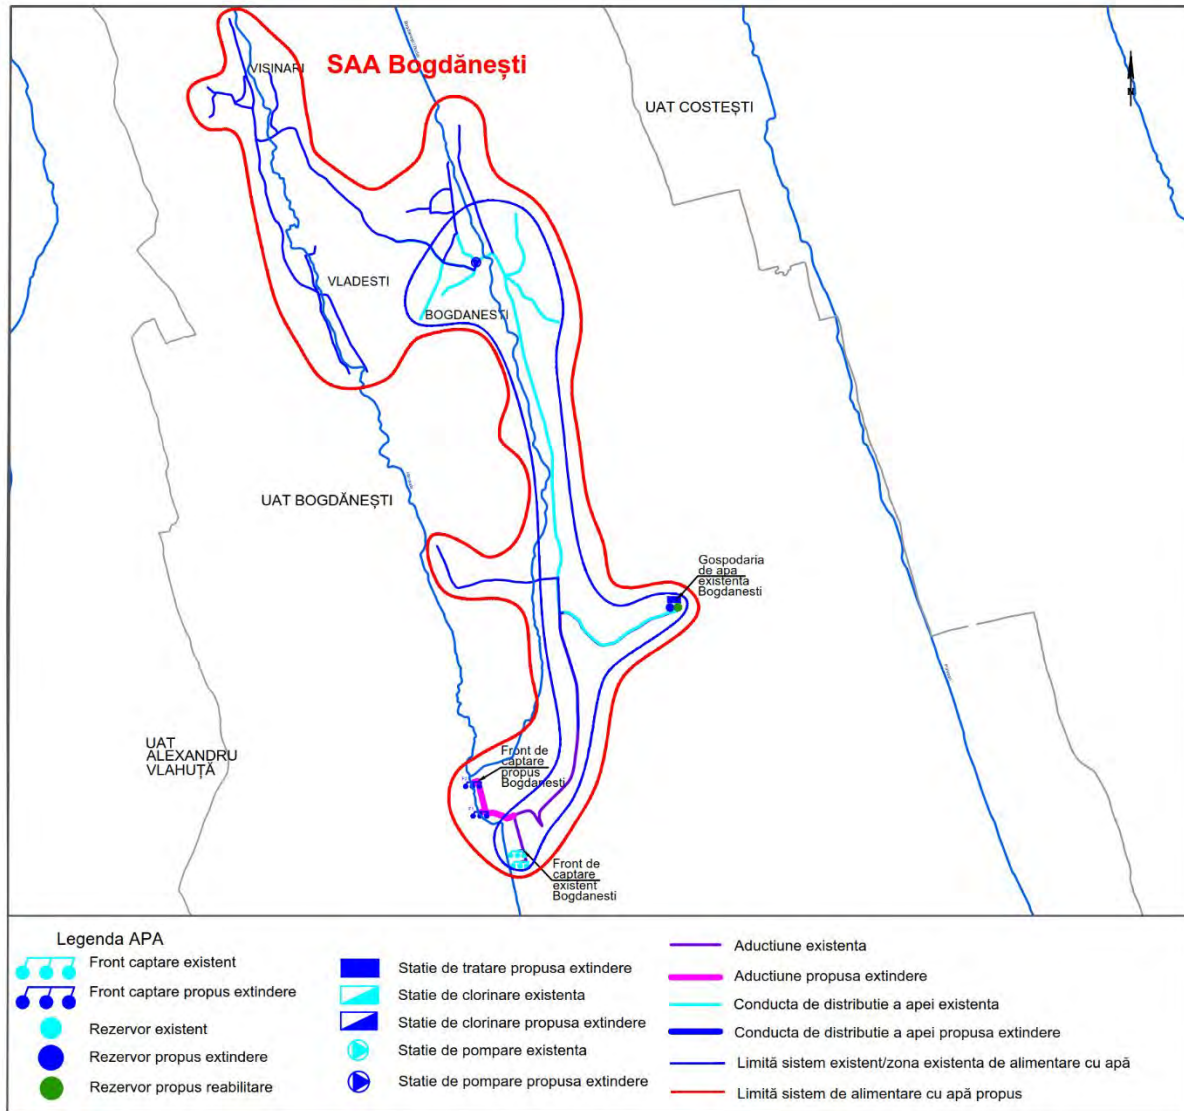 VISINARI
SAA Bogdănești
UAT COSTEȘTI
N
VLADESTI
BOGDANESTI
UAT BOGDĂNEȘTI
Gospodaria
de apa
existenta
Bogdanesti
UAT
ALEXANDRU
VLAHUȚĂ
Front de
captare
propus
Bogdanesti
Front de
captare
existent
Bogdanesti
Legenda APA
Front captare existent
Front captare propus extindere
Rezervor existent
Rezervor propus extindere
Rezervor propus reabilitare
Statie de tratare propusa extindere
Statie de clorinare existenta
Statie de clorinare propusa extindere
Statie de pompare existenta
Statie de pompare propusa extindere
Aductiune existenta
Aductiune propusa extindere
Conducta de distributie a apei existenta
Conducta de distributie a apei propusa extindere
Limită sistem existent/zona existenta de alimentare cu apă
Limită sistem de alimentare cu apă propus